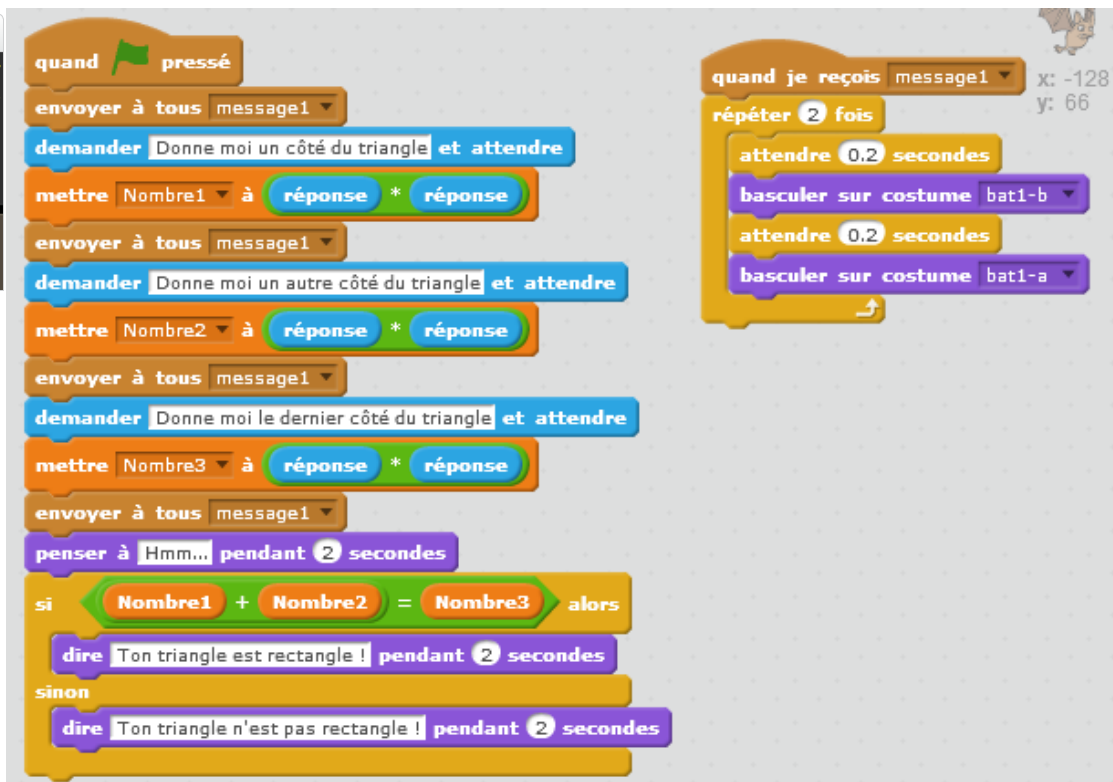 quand pressé
envoyer à tous message1
demander Donne moi un côté du triangle et attendre
mettre Nombre1 à réponse * réponse
envoyer à tous message1
demander Donne moi un autre côté du triangle et attendre
mettre Nombre2 à réponse * réponse
envoyer à tous message1
demander Donne moi le dernier côté du triangle et attendre
mettre Nombre3 à réponse * réponse
envoyer à tous message1
penser à Hmm... pendant 2 secondes
si Nombre1 + Nombre2 = Nombre3 alors
dire Ton triangle est rectangle ! pendant 2 secondes
sinon
dire Ton triangle n'est pas rectangle ! pendant 2 secondes
quand je reçois message1
répéter 2 fois
attendre 0.2 secondes
basculer sur costume bat1-b
attendre 0.2 secondes
basculer sur costume bat1-a
x: -128
y: 66